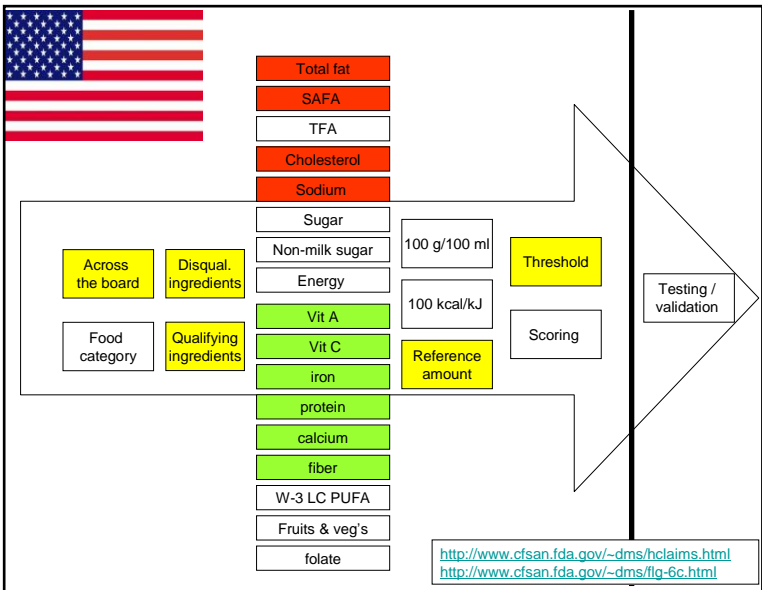 Total fat
SAFA
TFA
Cholesterol
Sodium
Sugar
Non-milk sugar
Energy
Vit A
Vit C
iron
protein
calcium
fiber
W-3 LC PUFA
Fruits & veg's
folate
Across
the board
Food
category
Disqual.
ingredients
Qualifying
ingredients
100 g/100 ml
100 kcal/kJ
Reference
amount
Threshold
Scoring
Testing /
validation
http://www.cfsan.fda.gov/~dms/hclaims.html
http://www.cfsan.fda.gov/~dms/flg-6c.html